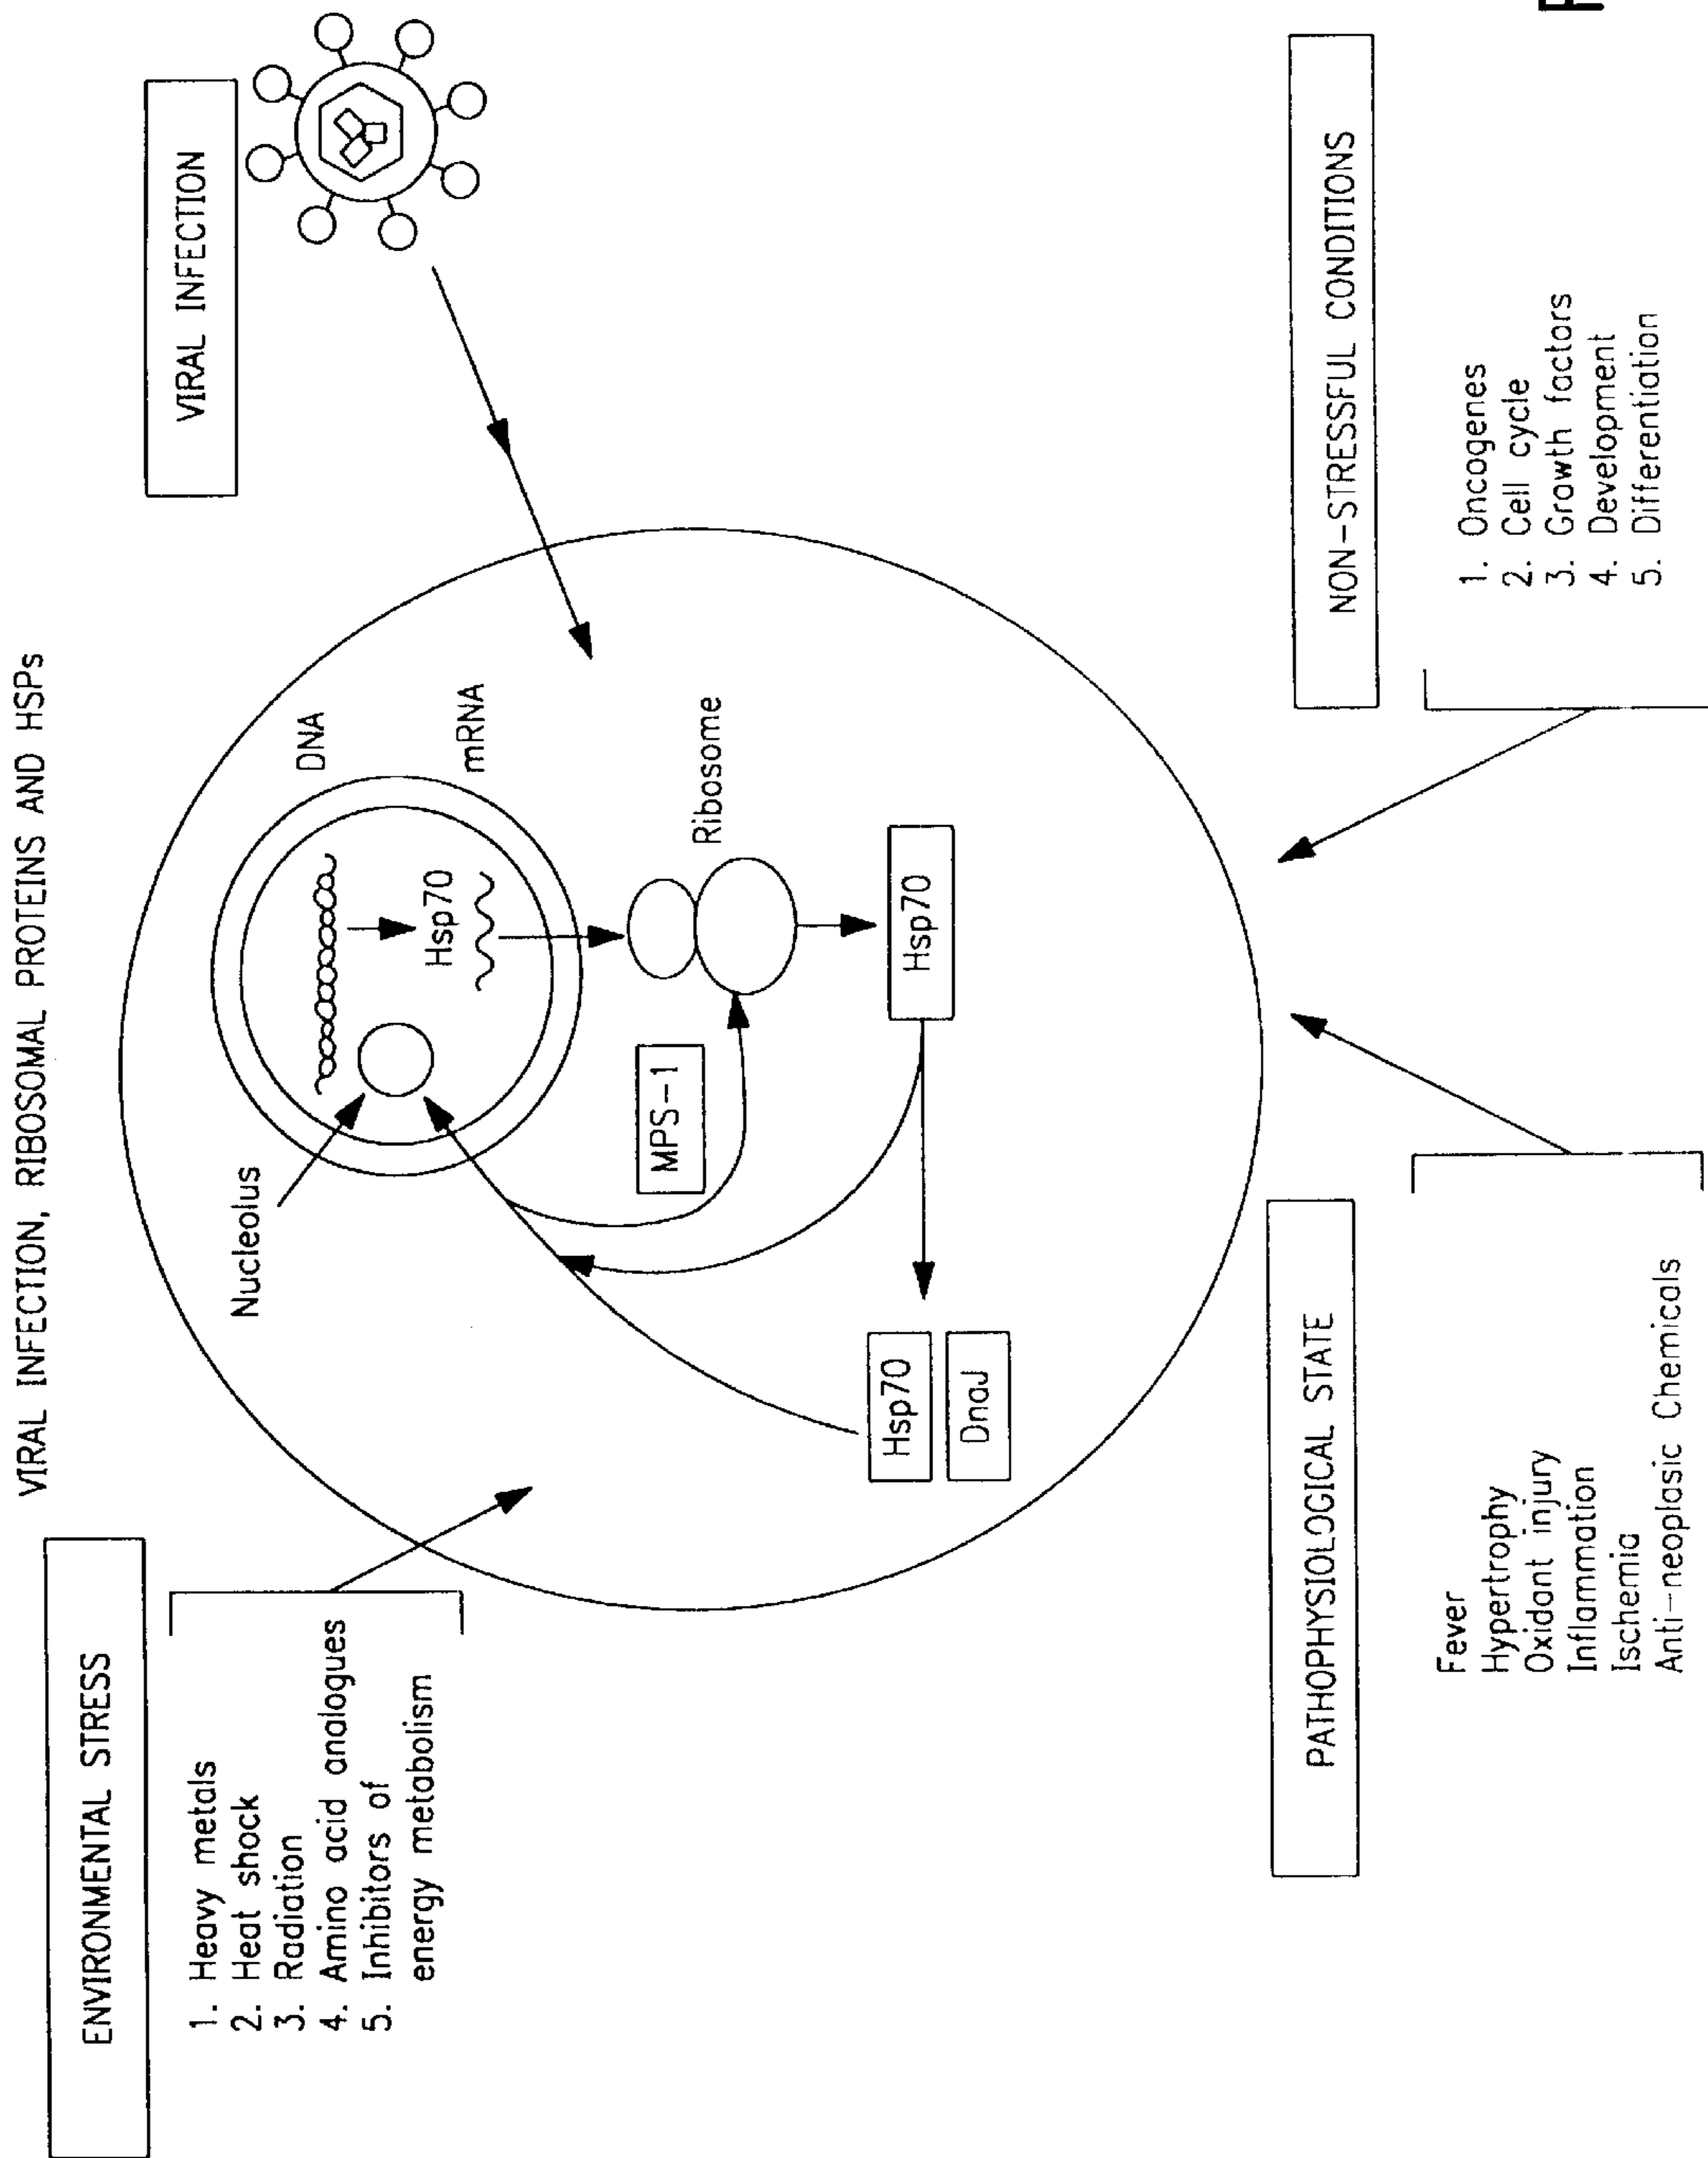 VIRAL INFECTION, RIBOSOMAL PROTEINS AND HSPs
ENVIRONMENTAL STRESS
1. Heavy metals
2. Heat shock
3. Radiation
4. Amino acid analogues
5. Inhibitors of
energy metabolism
VIRAL INFECTION
Nucleolus
DNA
Hsp70
mRNA
MPS-1
Ribosome
Hsp70
Hsp70
DnaJ
PATHOPHYSIOLOGICAL STATE
Fever
Hypertrophy
Oxidant injury
Inflammation
Ischemia
Anti-neoplasic Chemicals
NON-STRESSFUL CONDITIONS
1. Oncogenes
2. Cell cycle
3. Growth factors
4. Development
5. Differentiation